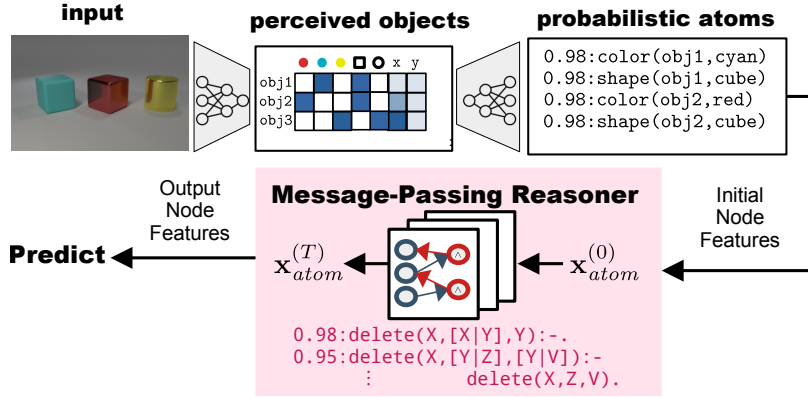 input
perceived objects
probabilistic atoms
x y
obj1
obj2
obj3
0.98:color(obj1,cyan)
0.98:shape(obj1,cube)
0.98:color(obj2,red)
0.98:shape(obj2,cube)
Output
Node
Features
Message-Passing Reasoner
Initial
Node
Features
Predict
x_{atom}^{(T)}
∧
∧
x_{atom}^{(0)}
0.98:delete(X,[X|Y],Y):-.
0.95:delete(X,[Y|Z],[Y|V]):-
⋮ delete(X,Z,V).